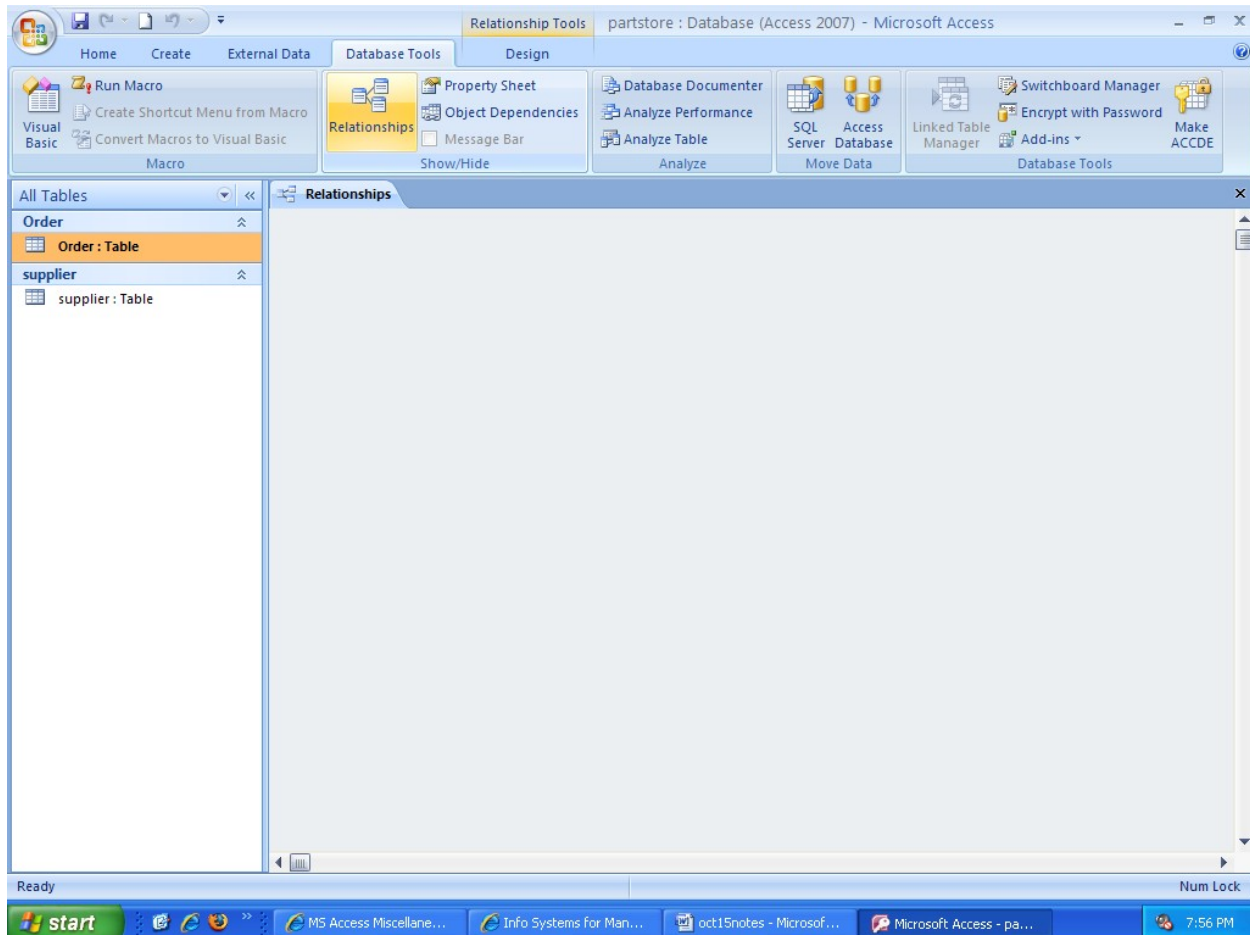 Relationship Tools
partstore : Database (Access 2007) - Microsoft Access
Home Create External Data Database Tools Design
Visual Basic
Run Macro
Create Shortcut Menu from Macro
Convert Macros to Visual Basic
Macro
Relationships
Property Sheet
Object Dependencies
Message Bar
Show/Hide
Database Documenter
Analyze Performance
Analyze Table
Analyze
SQL Server
Access Database
Move Data
Linked Table Manager
Switchboard Manager
Encrypt with Password
Add-ins
Make ACCDE
Database Tools
All Tables
Relationships
Order
Order : Table
supplier
supplier : Table
Ready
Num Lock
start
MS Access Miscellane...
Info Systems for Man...
oct15notes - Microsof...
Microsoft Access - pa...
7:56 PM